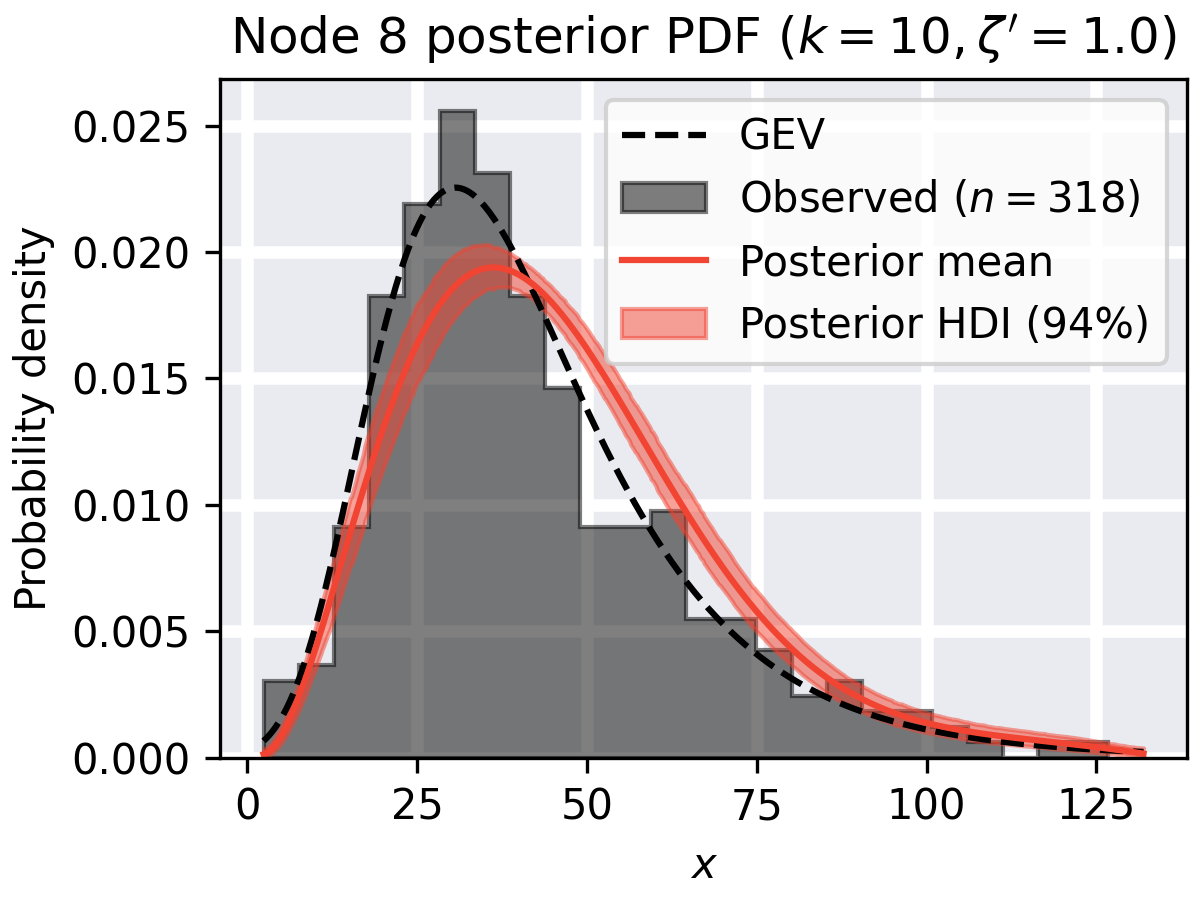 Node 8 posterior PDF (k = 10, ζ′ = 1.0)
Probability density
0.025
0.020
0.015
0.010
0.005
0.000
GEV
Observed (n = 318)
Posterior mean
Posterior HDI (94%)
0 25 50 75 100 125
x